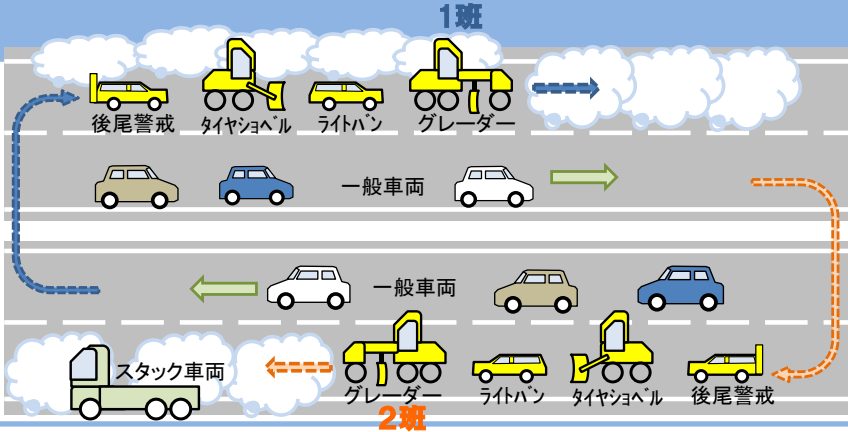 1班
後尾警戒
タイヤショベル
ライトバン
グレーダー
一般車両
一般車両
スタック車両
グレーダー
ライトバン
タイヤショベル
後尾警戒
2班